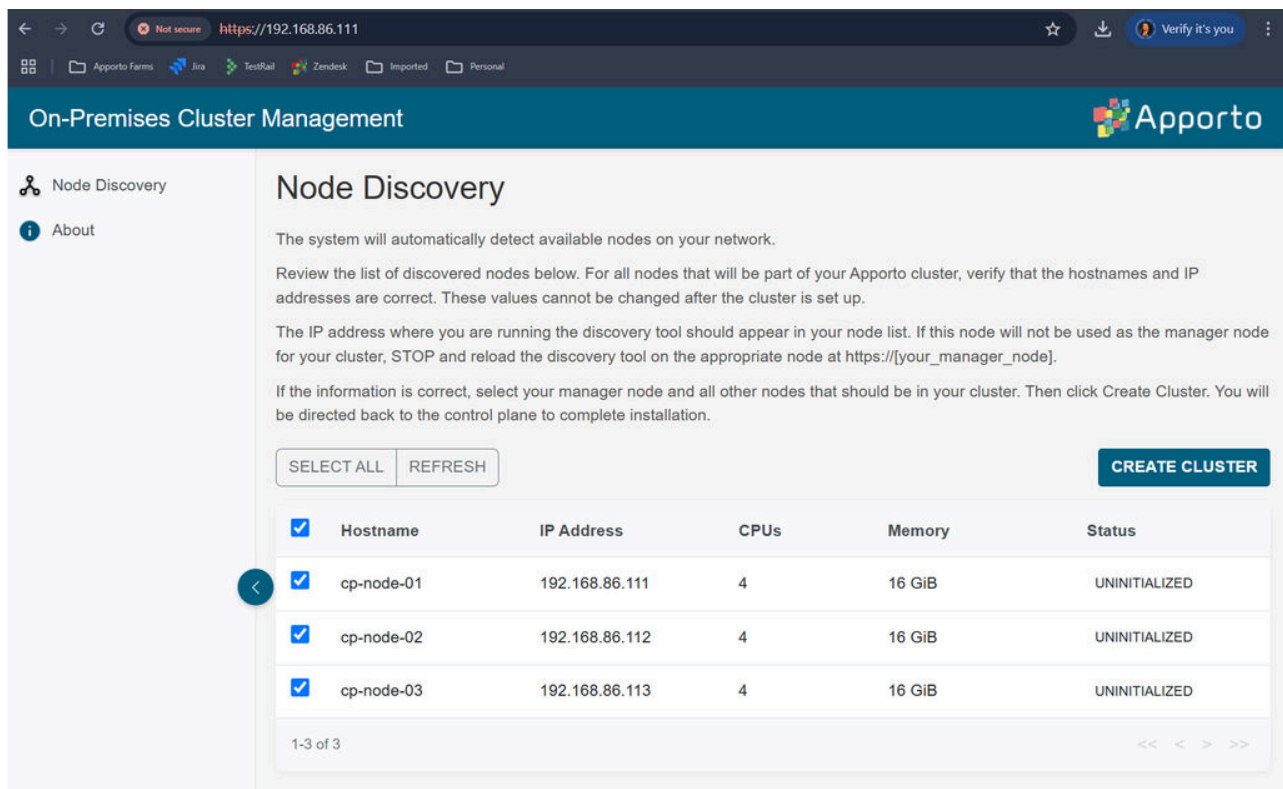 Not secure https://192.168.86.111
Verify it's you
Apporto Farms Jira TestRail Zendesk Imported Personal
On-Premises Cluster Management
Apporto
Node Discovery
About
Node Discovery
The system will automatically detect available nodes on your network.
Review the list of discovered nodes below. For all nodes that will be part of your Apporto cluster, verify that the hostnames and IP
addresses are correct. These values cannot be changed after the cluster is set up.
The IP address where you are running the discovery tool should appear in your node list. If this node will not be used as the manager node
for your cluster, STOP and reload the discovery tool on the appropriate node at https://[your_manager_node].
If the information is correct, select your manager node and all other nodes that should be in your cluster. Then click Create Cluster. You will
be directed back to the control plane to complete installation.
SELECT ALL REFRESH CREATE CLUSTER
Hostname IP Address CPUs Memory Status
cp-node-01 192.168.86.111 4 16 GiB UNINITIALIZED
cp-node-02 192.168.86.112 4 16 GiB UNINITIALIZED
cp-node-03 192.168.86.113 4 16 GiB UNINITIALIZED
1-3 of 3 << < > >>